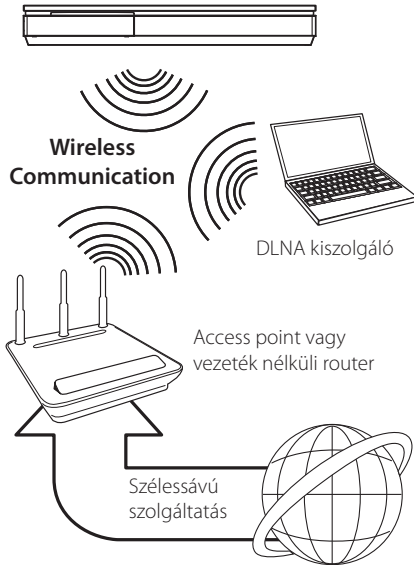 Wireless
Communication
DLNA kiszolgáló
Access point vagy
vezeték nélküli router
Szélessávú
szolgáltatás